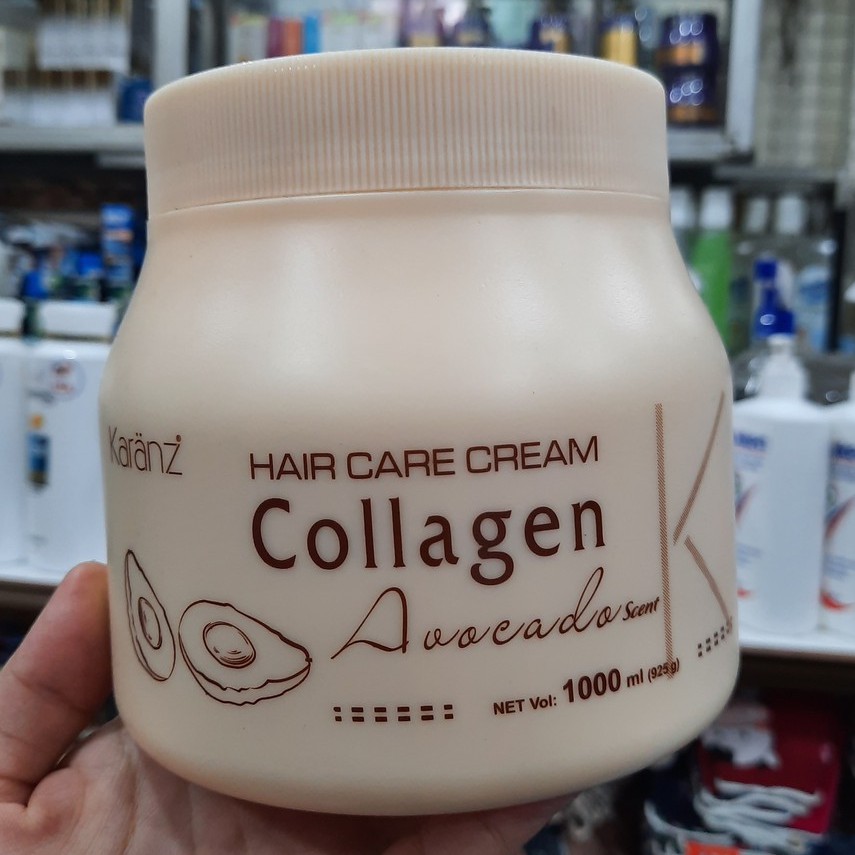 Karänz
HAIR CARE CREAM
Collagen
Avocado Scent
NET Vol: 1000 ml (925 g)
K